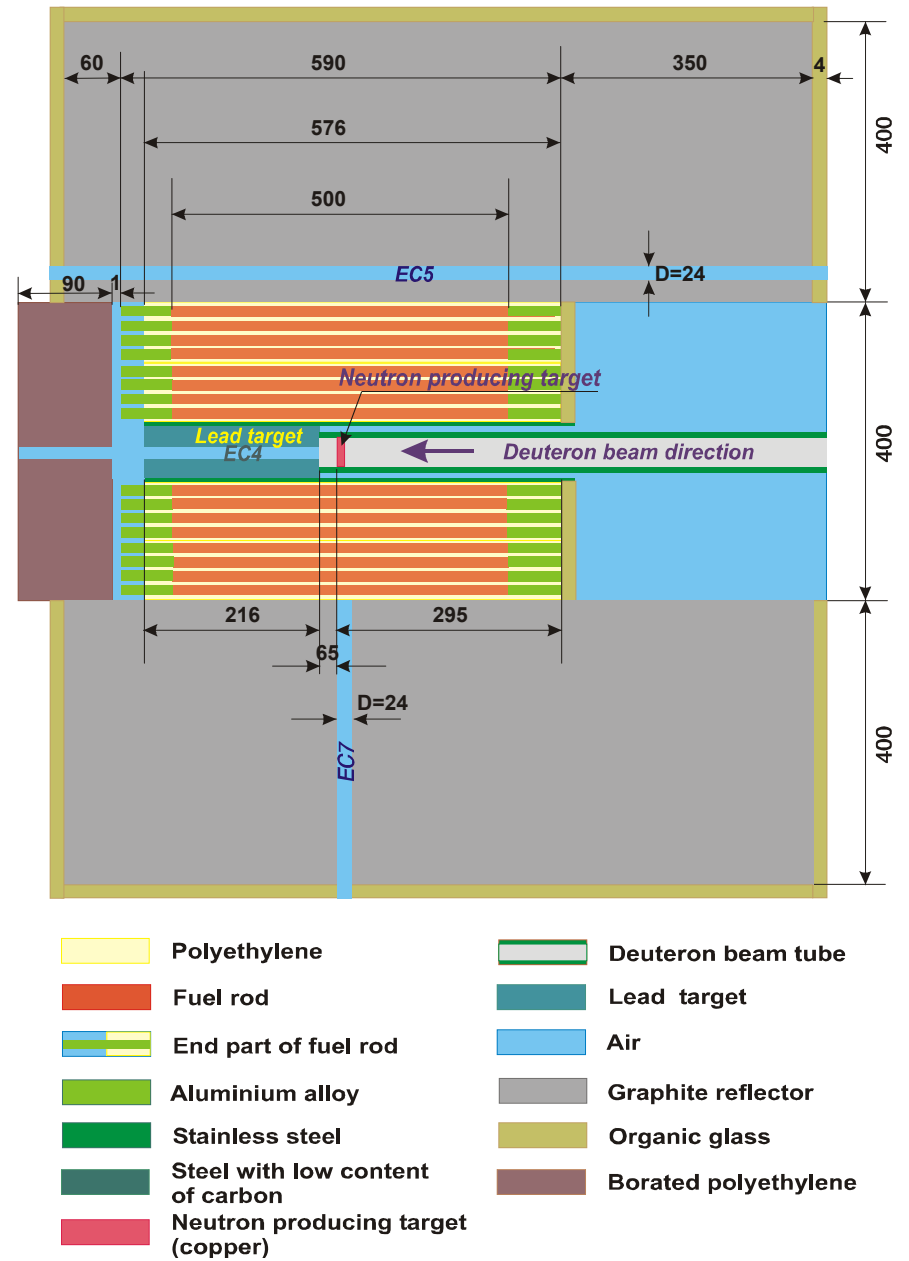 60
590
350
4
576
400
500
EC5
D=24
90
1
Neutron producing target
Lead target
EC4
Deuteron beam direction
400
216
295
65
D=24
EC7
400
Polyethylene
Fuel rod
End part of fuel rod
Aluminium alloy
Stainless steel
Steel with low content
of carbon
Neutron producing target
(copper)
Deuteron beam tube
Lead target
Air
Graphite reflector
Organic glass
Borated polyethylene